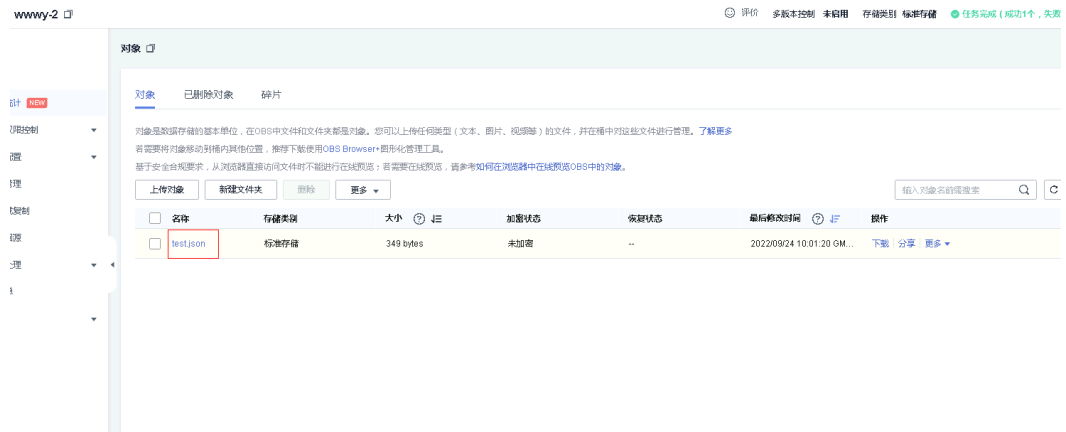 wwwy-2
评价 多版本控制 未启用 存储类别 标准存储 任务完成 ( 成功1个，失败
对象
计 NEW
限控制
置
理
复制
源
理
对象 已删除对象 碎片
对象是数据存储的基本单位，在OBS中文件和文件夹都是对象。您可以上传任何类型（文本、图片、视频等）的文件，并在桶中对这些文件进行管理。了解更多
若需要将对象移动到桶内其他位置，推荐下载使用OBS Browser+图形化管理工具。
基于安全合规要求，从浏览器直接访问文件时不能进行在线预览；若需要在线预览，请参考如何在浏览器中在线预览OBS中的对象。
上传对象 新建文件夹 删除 更多 输入对象名前缀搜索
名称 存储类别 大小 加密状态 恢复状态 最后修改时间 操作
test.json 标准存储 349 bytes 未加密 -- 2022/09/24 10:01:20 GM... 下载 分享 更多